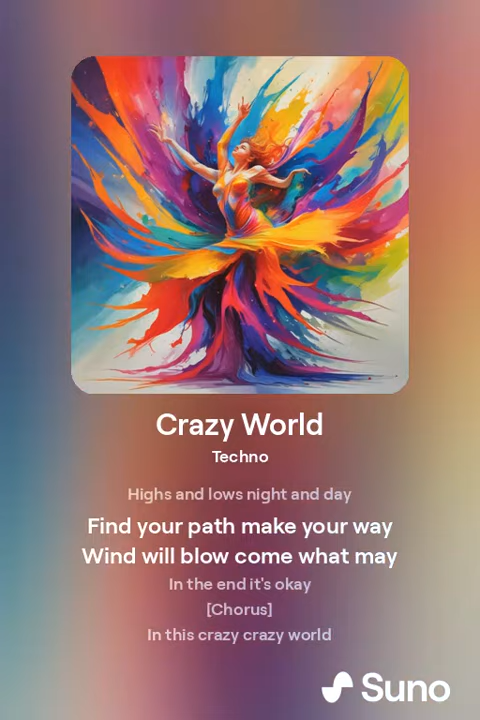 Crazy World
Techno
Highs and lows night and day
Find your path make your way
Wind will blow come what may
In the end it's okay
[Chorus]
In this crazy crazy world
Suno